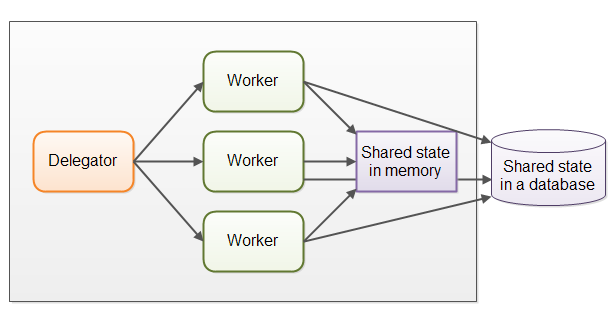 Worker
Delegator
Worker
Shared state
in memory
Shared state
in a database
Worker